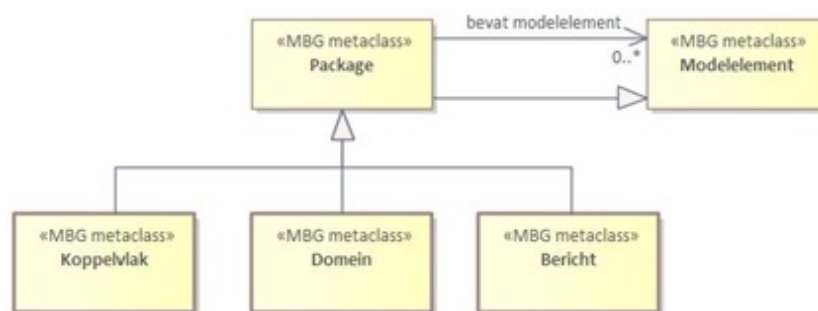 bevat modelelement
«MBG metaclass»
Package
0..*
«MBG metaclass»
Modelelement
«MBG metaclass»
Koppelvlak
«MBG metaclass»
Domein
«MBG metaclass»
Bericht